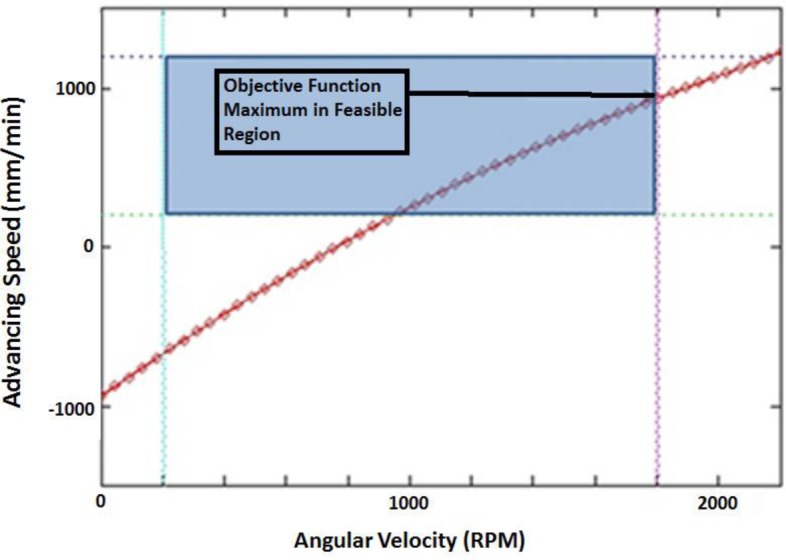 1000
0
-1000
Advancing Speed (mm/min)
Objective Function
Maximum in Feasible
Region
0
1000
2000
Angular Velocity (RPM)